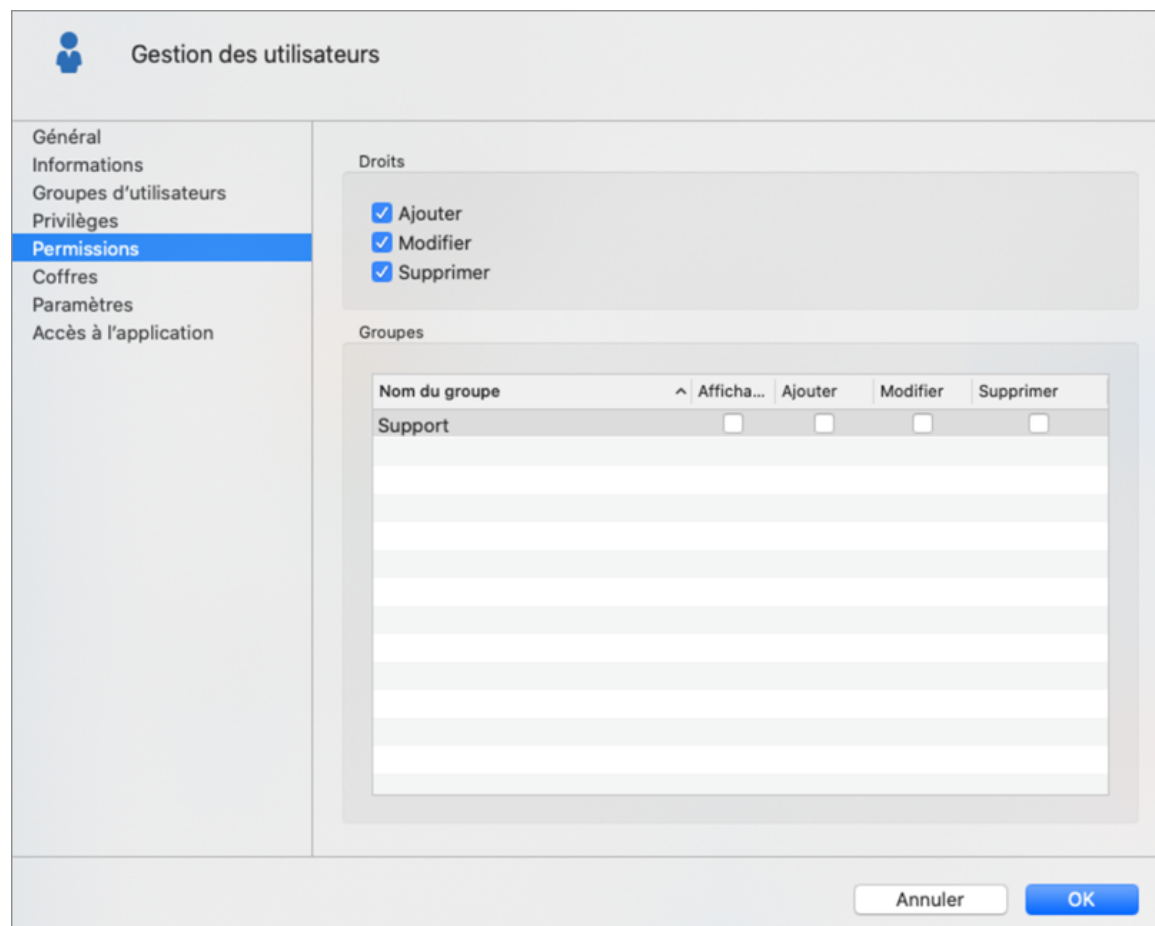 Gestion des utilisateurs
Général
Informations
Groupes d'utilisateurs
Privilèges
Permissions
Coffres
Paramètres
Accès à l'application
Droits
Ajouter
Modifier
Supprimer
Groupes
Nom du groupe Afficha... Ajouter Modifier Supprimer
Support
Annuler OK